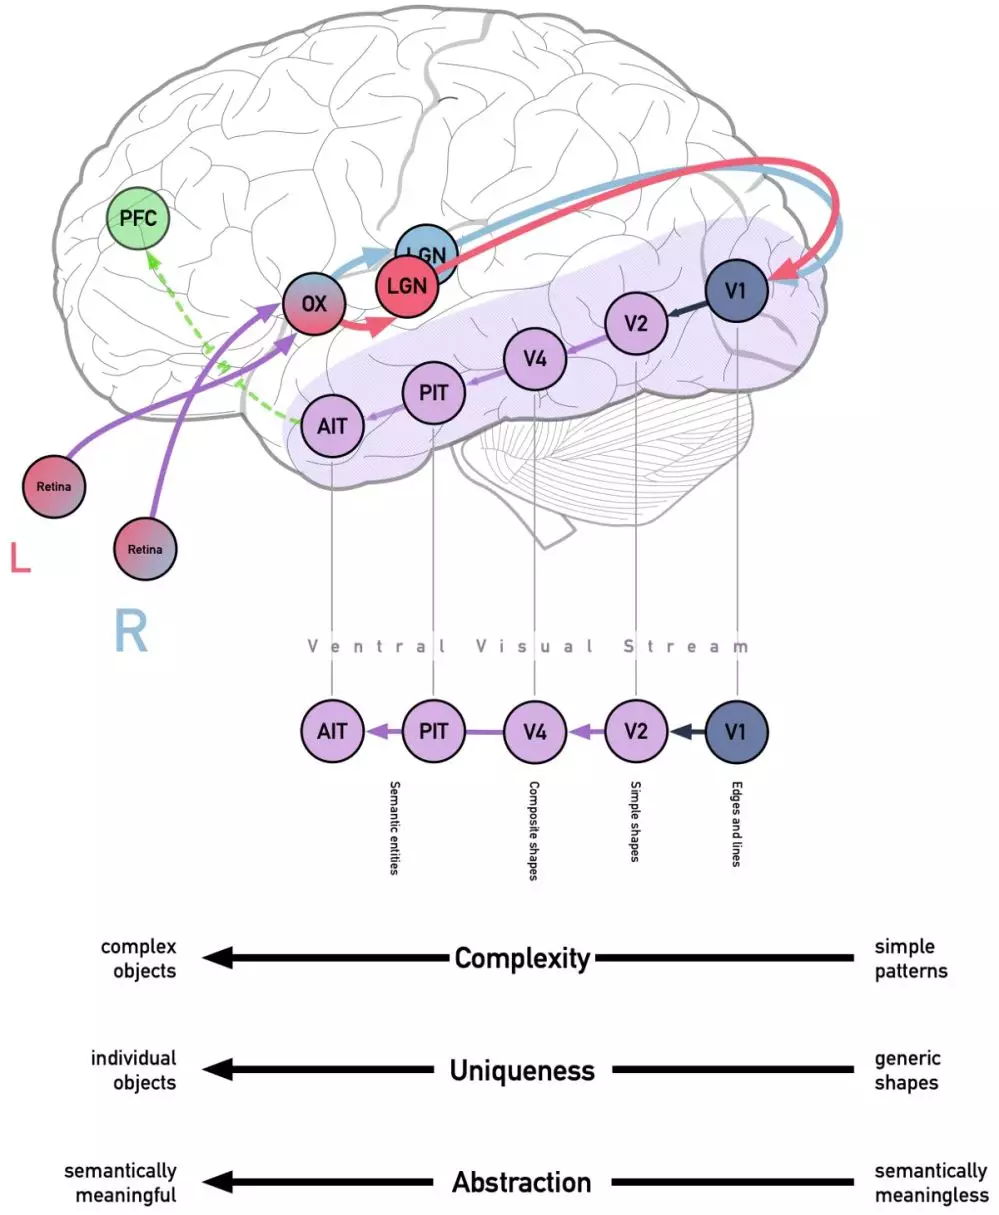 PFC
LGN
LGN
OX
V1
V2
V4
PIT
AIT
Retina
Retina
L
R
Ventral Visual Stream
AIT
PIT
V4
V2
V1
Semantic entities
Composite shapes
Simple shapes
Edges and lines
complex
objects
Complexity
simple
patterns
individual
objects
Uniqueness
generic
shapes
semantically
meaningful
Abstraction
semantically
meaningless